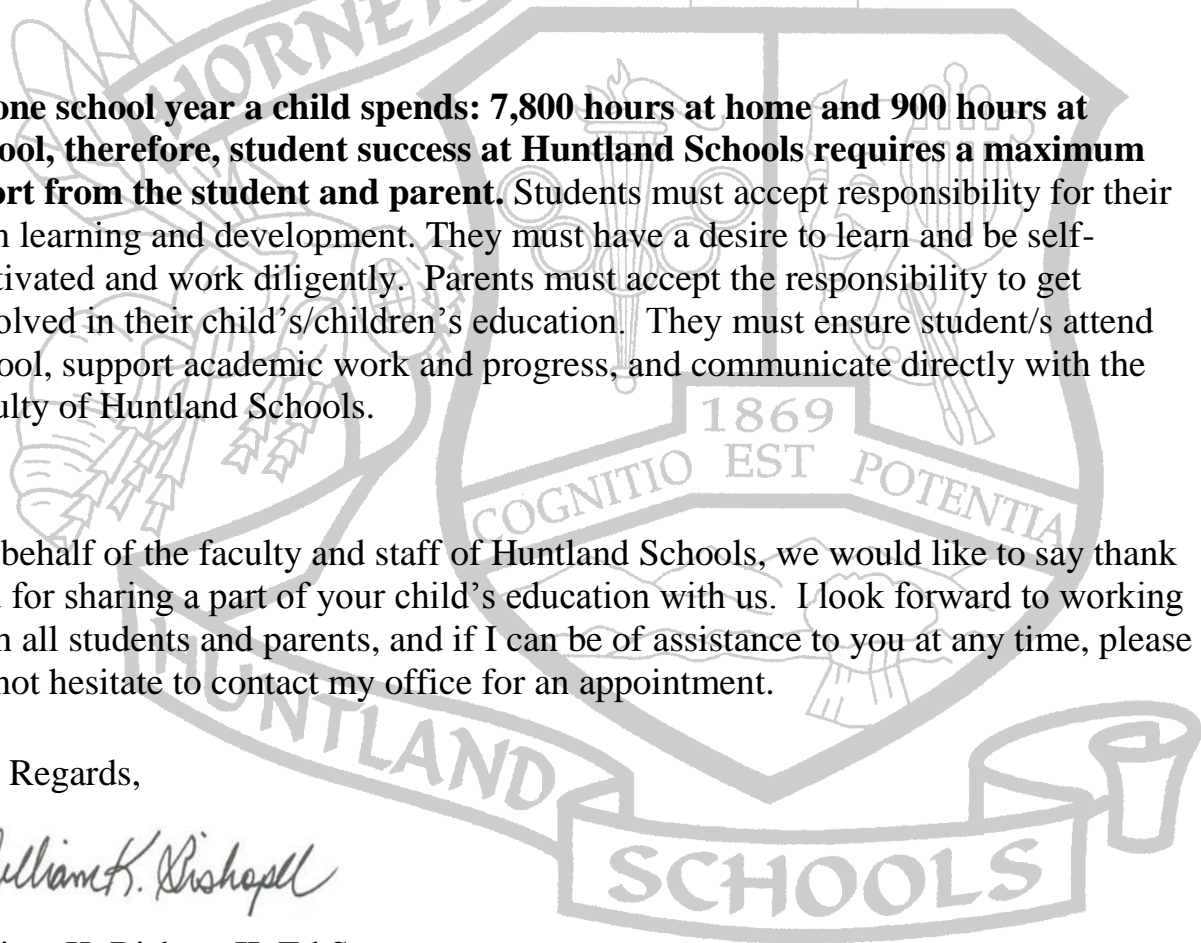 HORNE
one school year a child spends: 7,800 hours at home and 900 hours at
ool, therefore, student success at Huntland Schools requires a maximum
ort from the student and parent. Students must accept responsibility for their
n learning and development. They must have a desire to learn and be self-
tivated and work diligently. Parents must accept the responsibility to get
olved in their child's/children's education. They must ensure student/s attend
ool, support academic work and progress, and communicate directly with the
ulty of Huntland Schools.
1869
EST
COGNITIO POTENTIA
behalf of the faculty and staff of Huntland Schools, we would like to say thank
for sharing a part of your child's education with us. I look forward to working
h all students and parents, and if I can be of assistance to you at any time, please
not hesitate to contact my office for an appointment.
HUNTLAND
SCHOOLS
Regards,